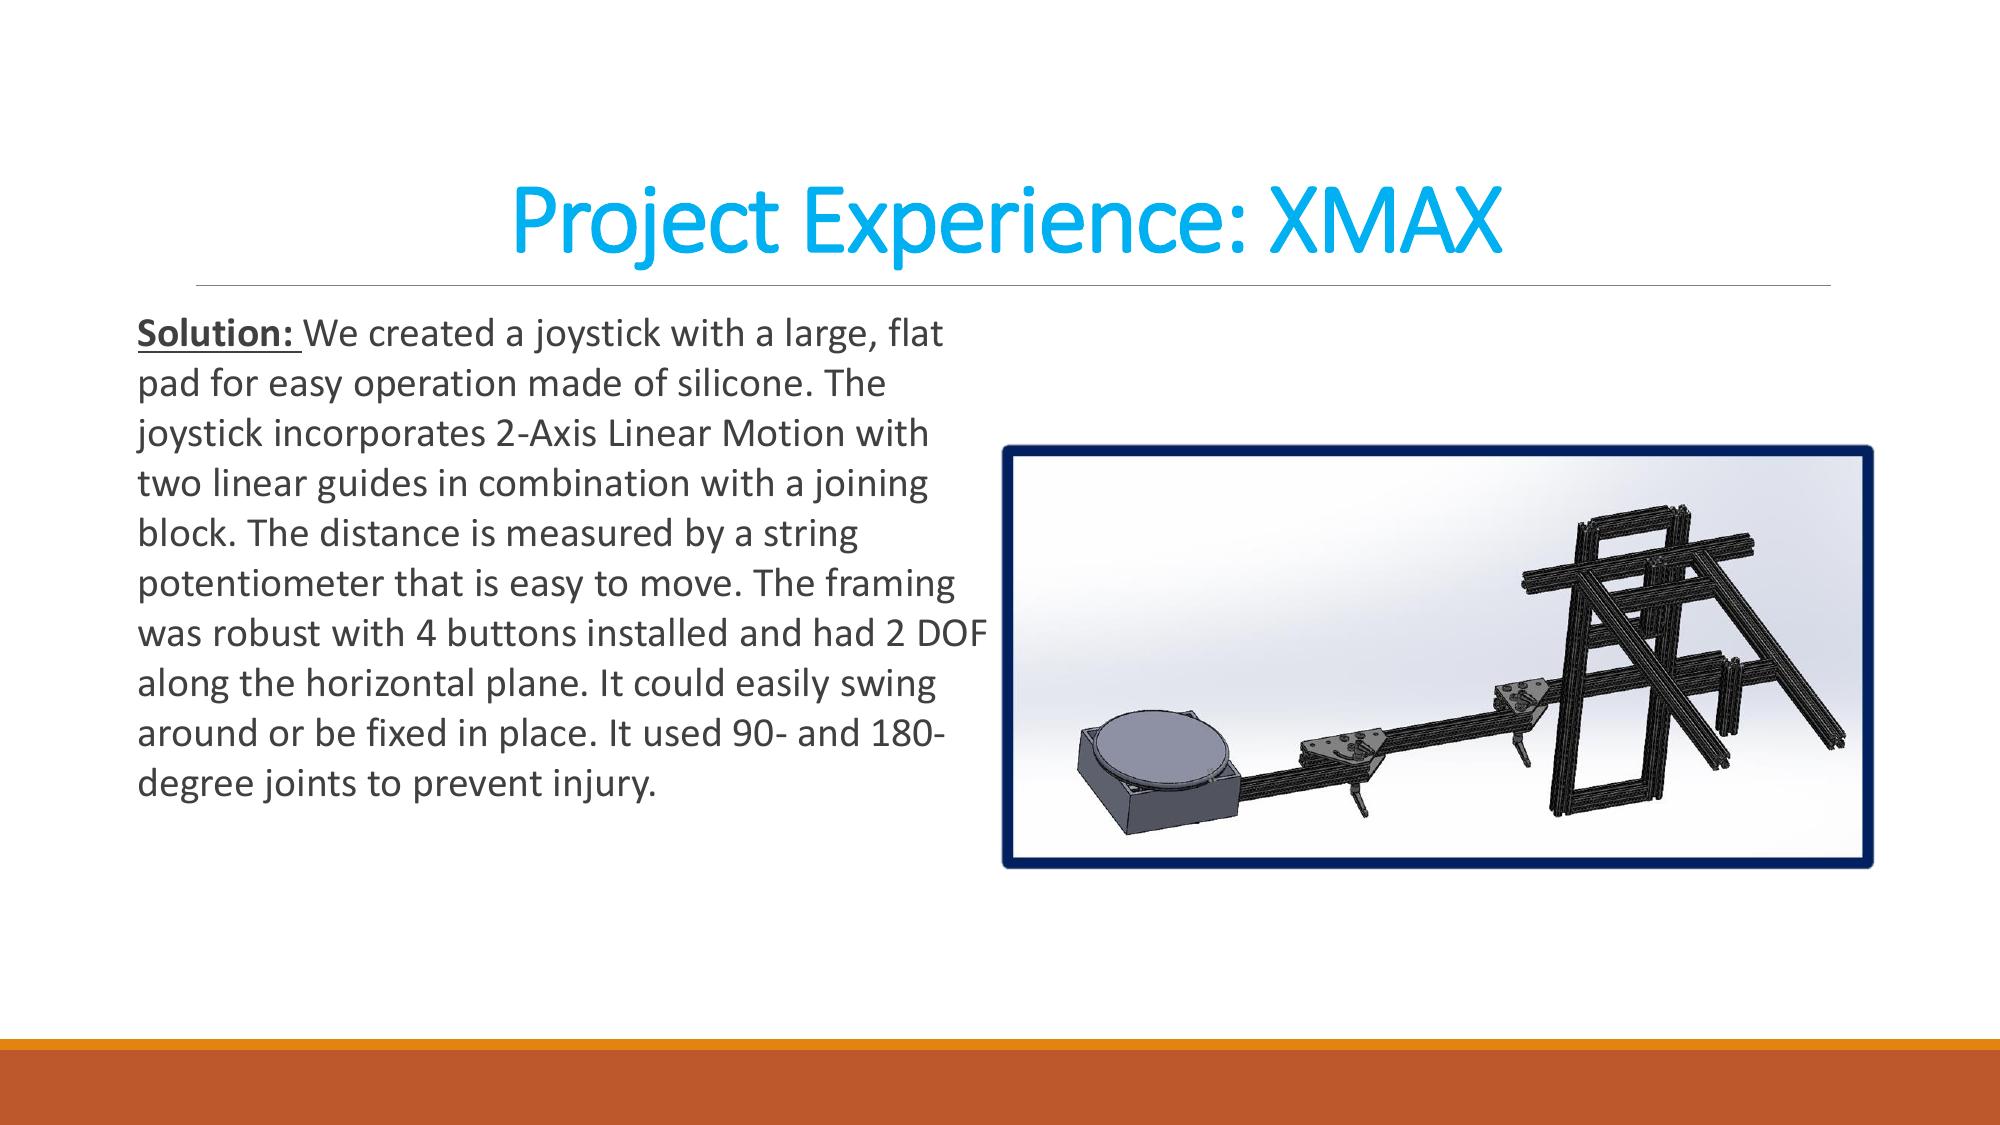 Project Experience: XMAX
Solution: We created a joystick with a large, flat
pad for easy operation made of silicone. The
joystick incorporates 2-Axis Linear Motion with
two linear guides in combination with a joining
block. The distance is measured by a string
potentiometer that is easy to move. The framing
was robust with 4 buttons installed and had 2 DOF
along the horizontal plane. It could easily swing
around or be fixed in place. It used 90- and 180-
degree joints to prevent injury.